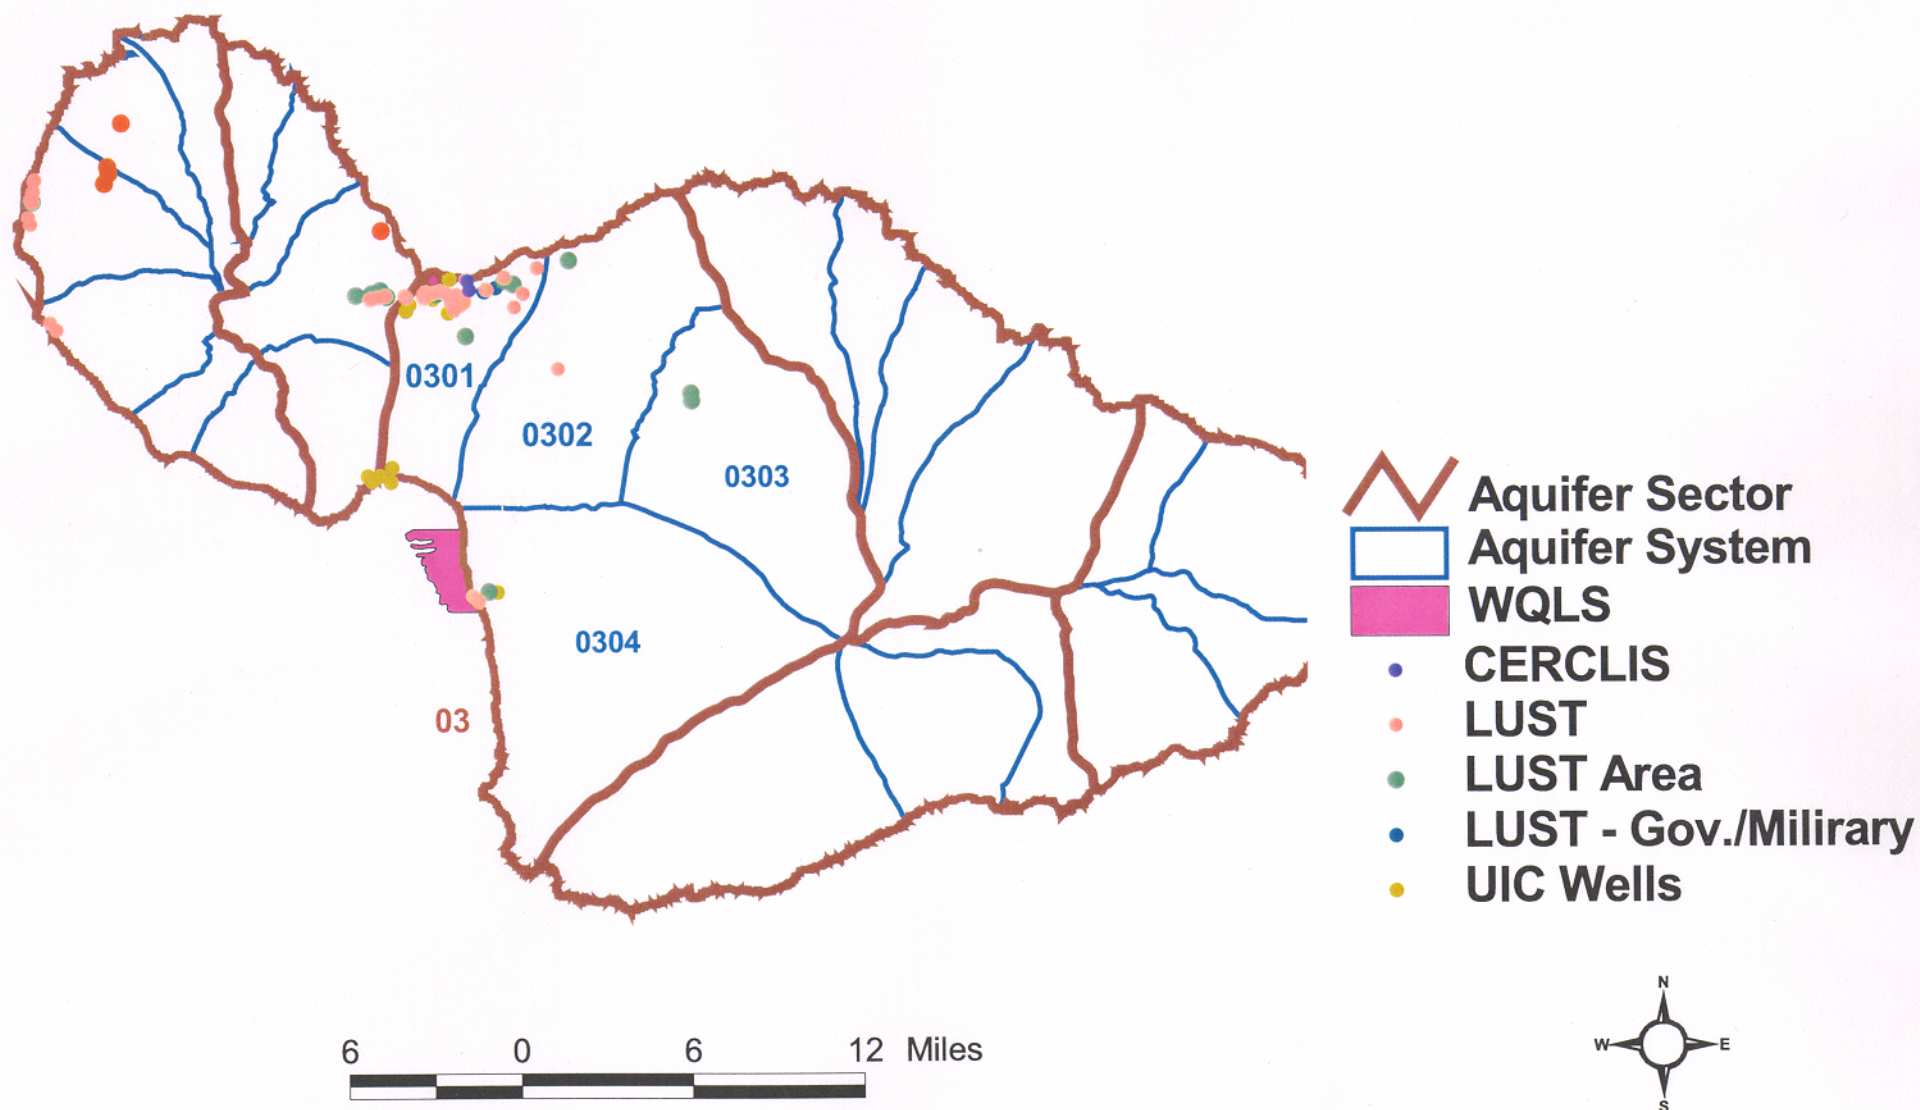 0301
0302
0303
0304
03
Aquifer Sector
Aquifer System
WQLS
CERCLIS
LUST
LUST Area
LUST - Gov./Milirary
UIC Wells
6 0 6 12 Miles
N
W E
S